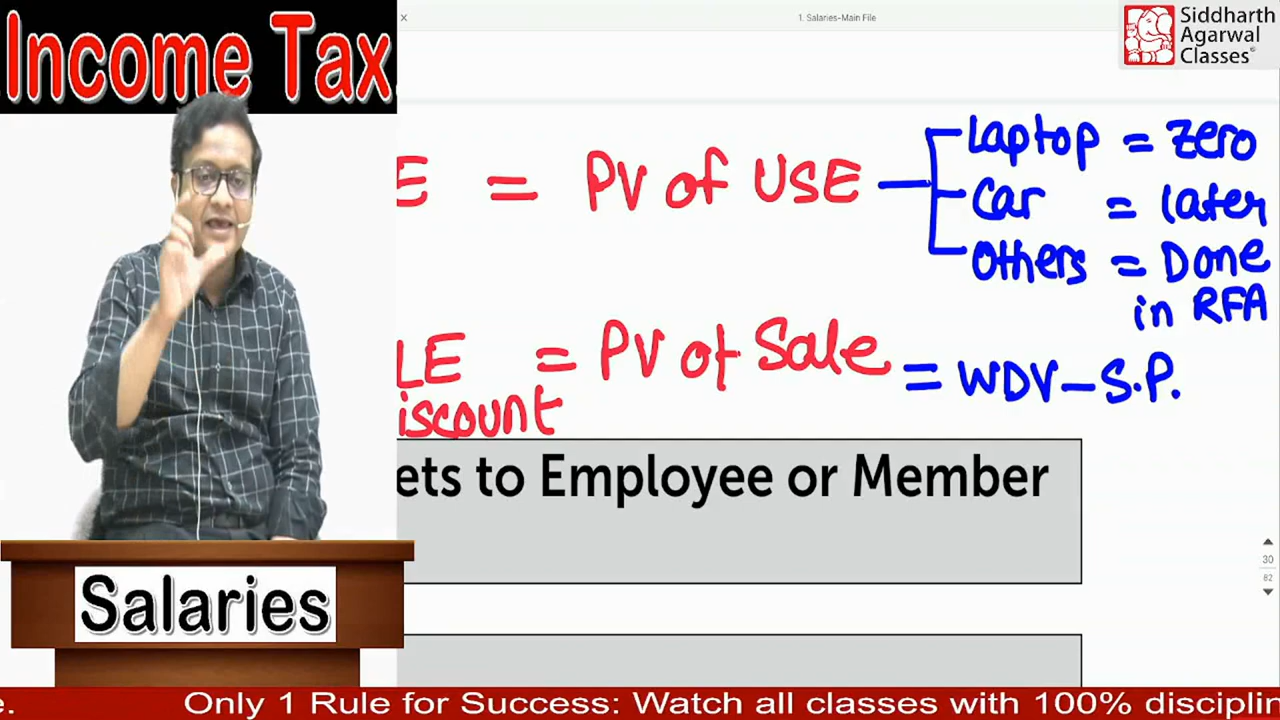 Income Tax
× 1. Salaries-Main File
Siddharth
Agarwal
Classes
E = PV of USE
Laptop = Zero
Car = later
Others = Done
in RFA
LE = PV of Sale = WDV - S.P.
iscount
ets to Employee or Member
30
82
Salaries
e. Only 1 Rule for Success: Watch all classes with 100% disciplin